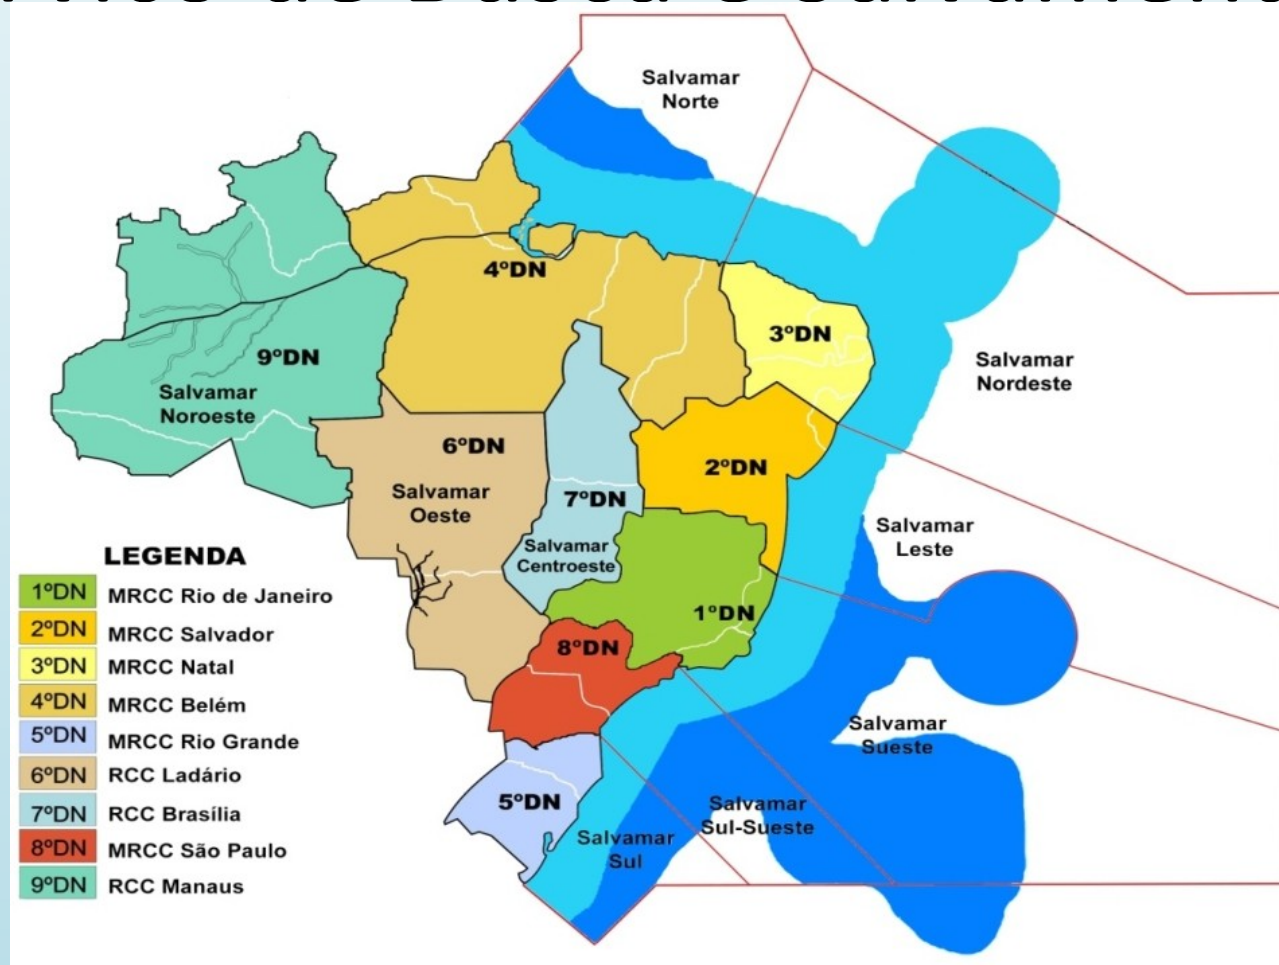 Salvamar
Norte
4ºDN
3ºDN
9ºDN
Salvamar
Nordeste
Salvamar
Noroeste
6ºDN
2ºDN
Salvamar
Oeste
7ºDN
Salvamar
Leste
Salvamar
Centroeste
1ºDN
8ºDN
Salvamar
Sueste
5ºDN
Salvamar
Sul-Sueste
Salvamar
Sul
LEGENDA
1ºDN MRCC Rio de Janeiro
2ºDN MRCC Salvador
3ºDN MRCC Natal
4ºDN MRCC Belém
5ºDN MRCC Rio Grande
6ºDN RCC Ladário
7ºDN RCC Brasília
8ºDN MRCC São Paulo
9ºDN RCC Manaus